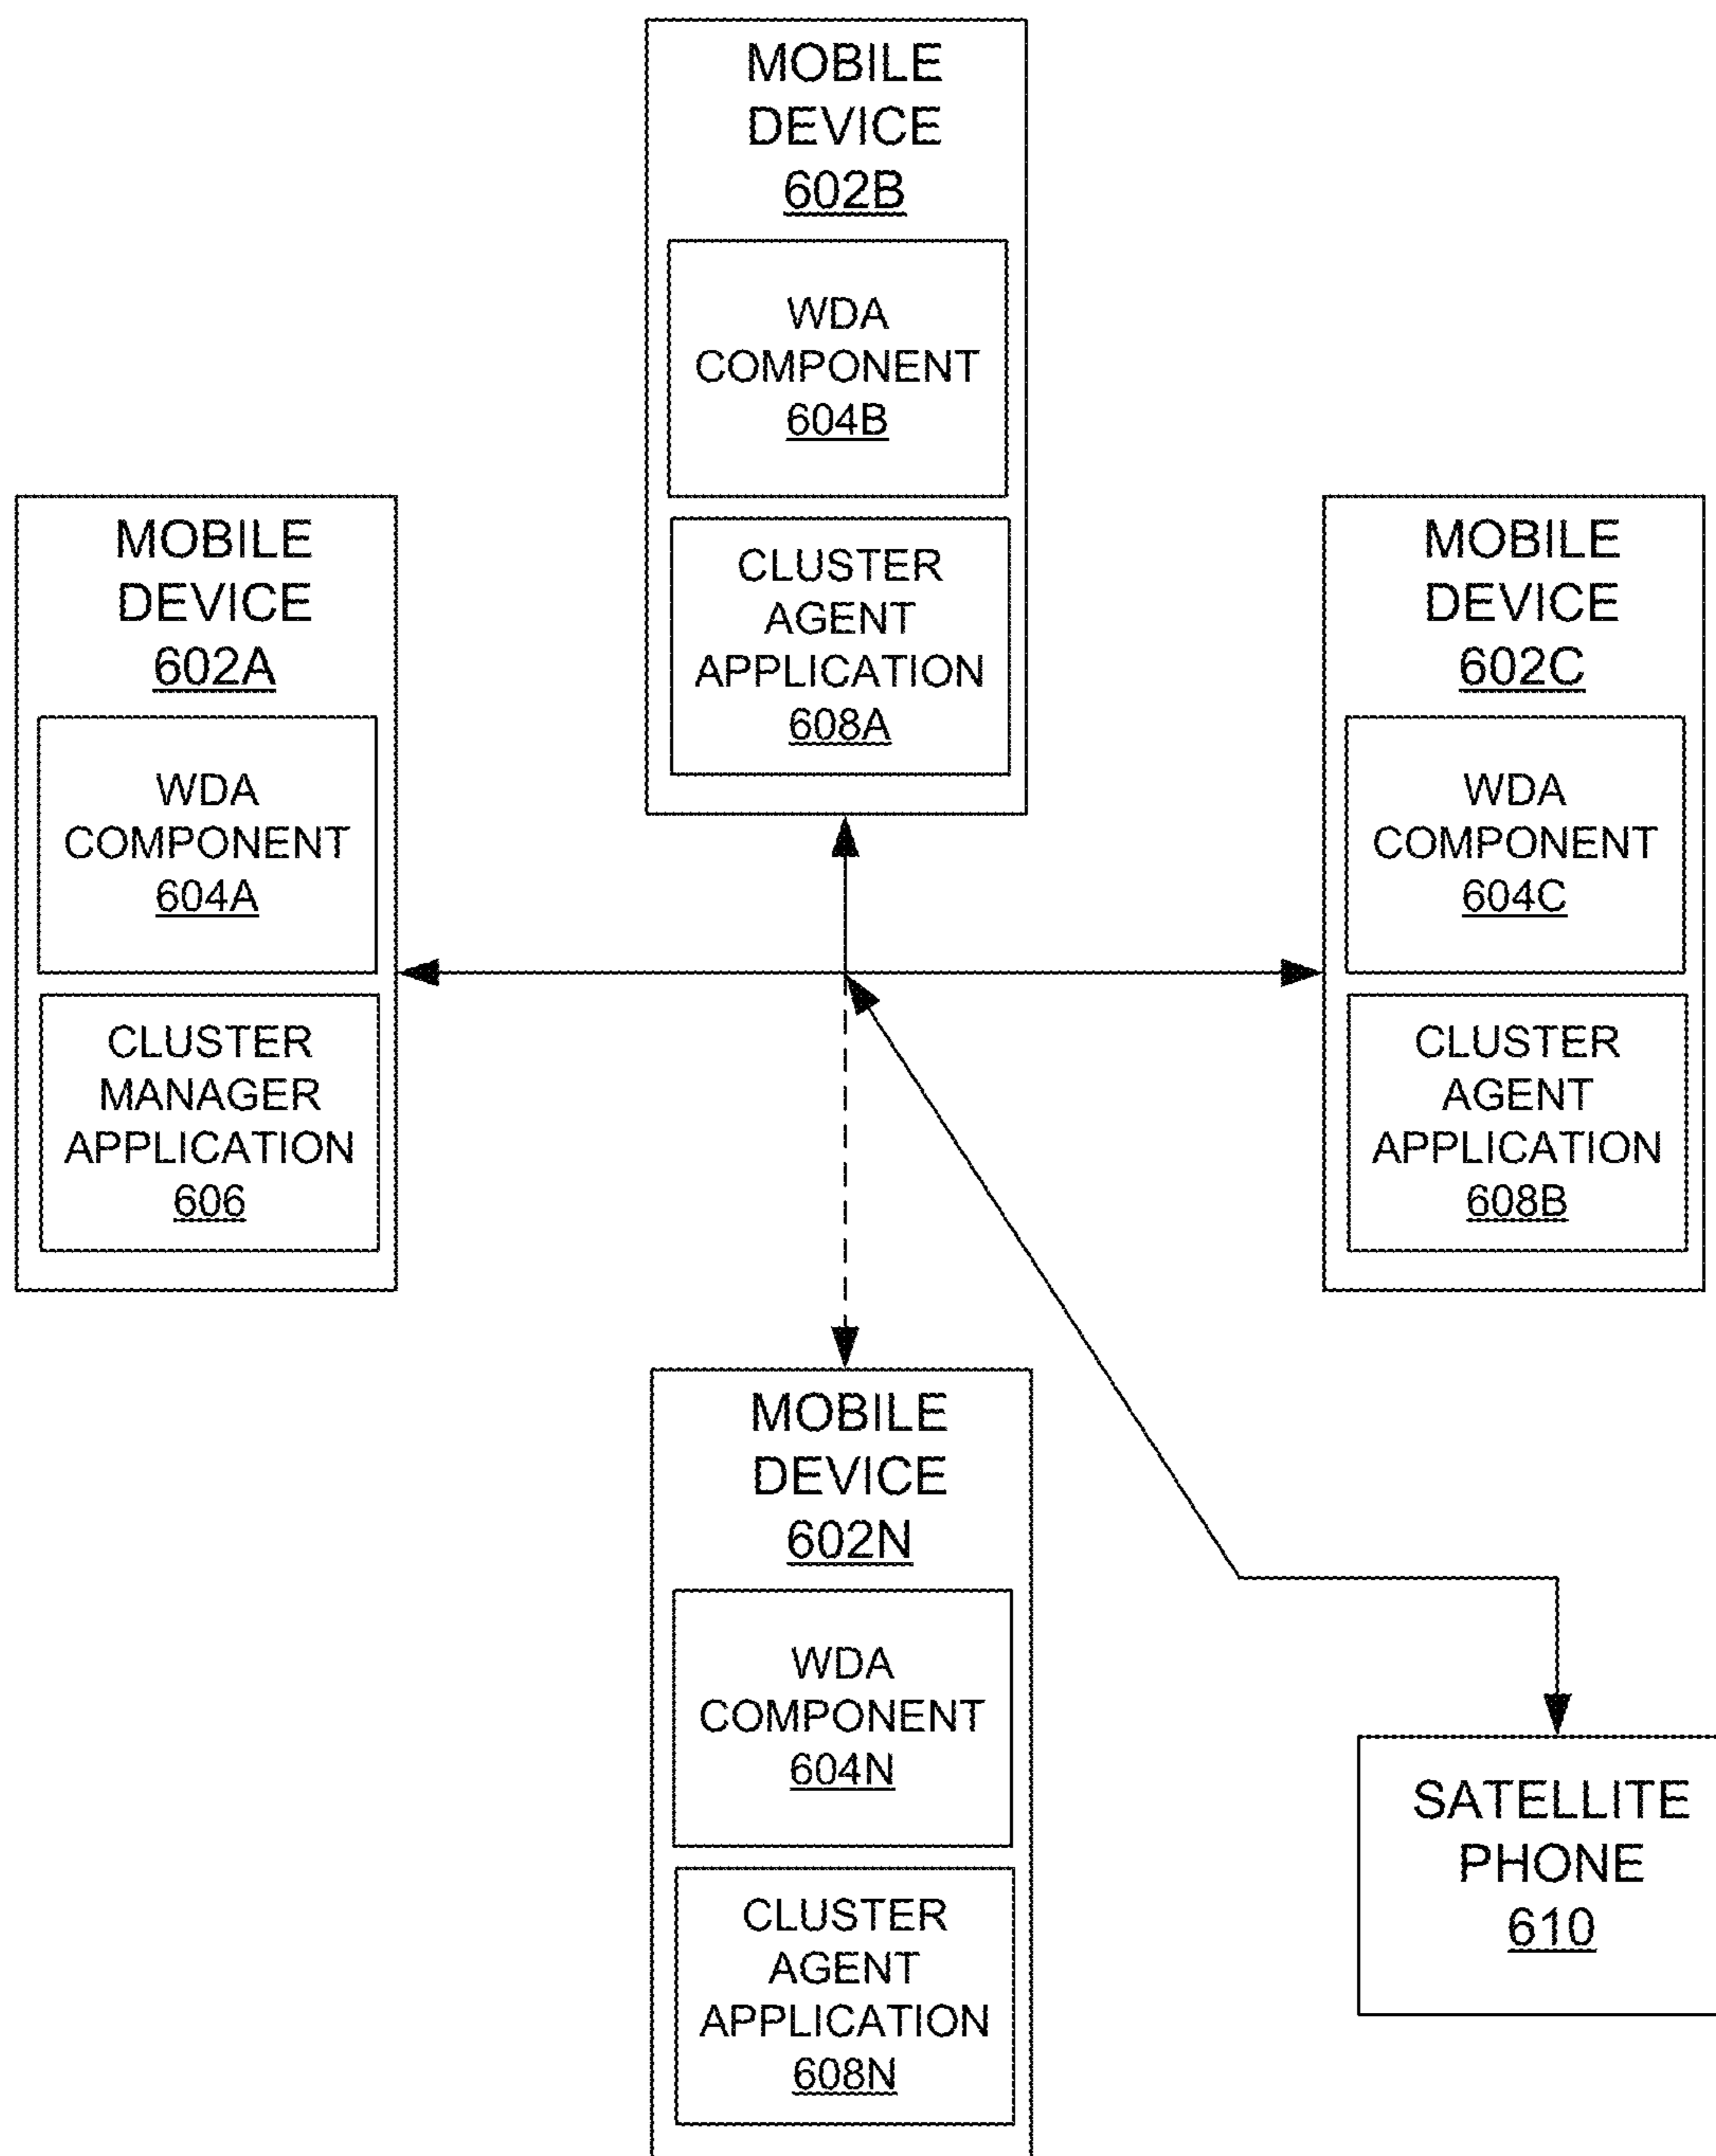 MOBILE
DEVICE
602B
WDA
COMPONENT
604B
CLUSTER
AGENT
APPLICATION
608A
MOBILE
DEVICE
602A
WDA
COMPONENT
604A
CLUSTER
MANAGER
APPLICATION
606
MOBILE
DEVICE
602C
WDA
COMPONENT
604C
CLUSTER
AGENT
APPLICATION
608B
MOBILE
DEVICE
602N
WDA
COMPONENT
604N
CLUSTER
AGENT
APPLICATION
608N
SATELLITE
PHONE
610